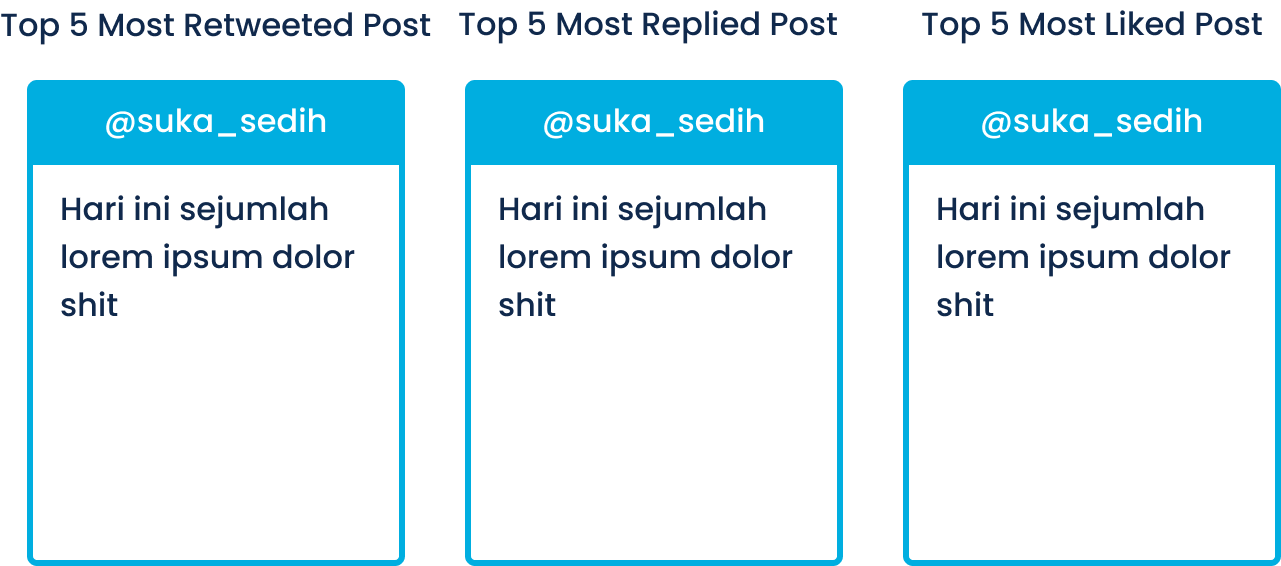 Top 5 Most Retweeted Post
Top 5 Most Replied Post
Top 5 Most Liked Post
@suka_sedih
Hari ini sejumlah
lorem ipsum dolor
shit
@suka_sedih
Hari ini sejumlah
lorem ipsum dolor
shit
@suka_sedih
Hari ini sejumlah
lorem ipsum dolor
shit